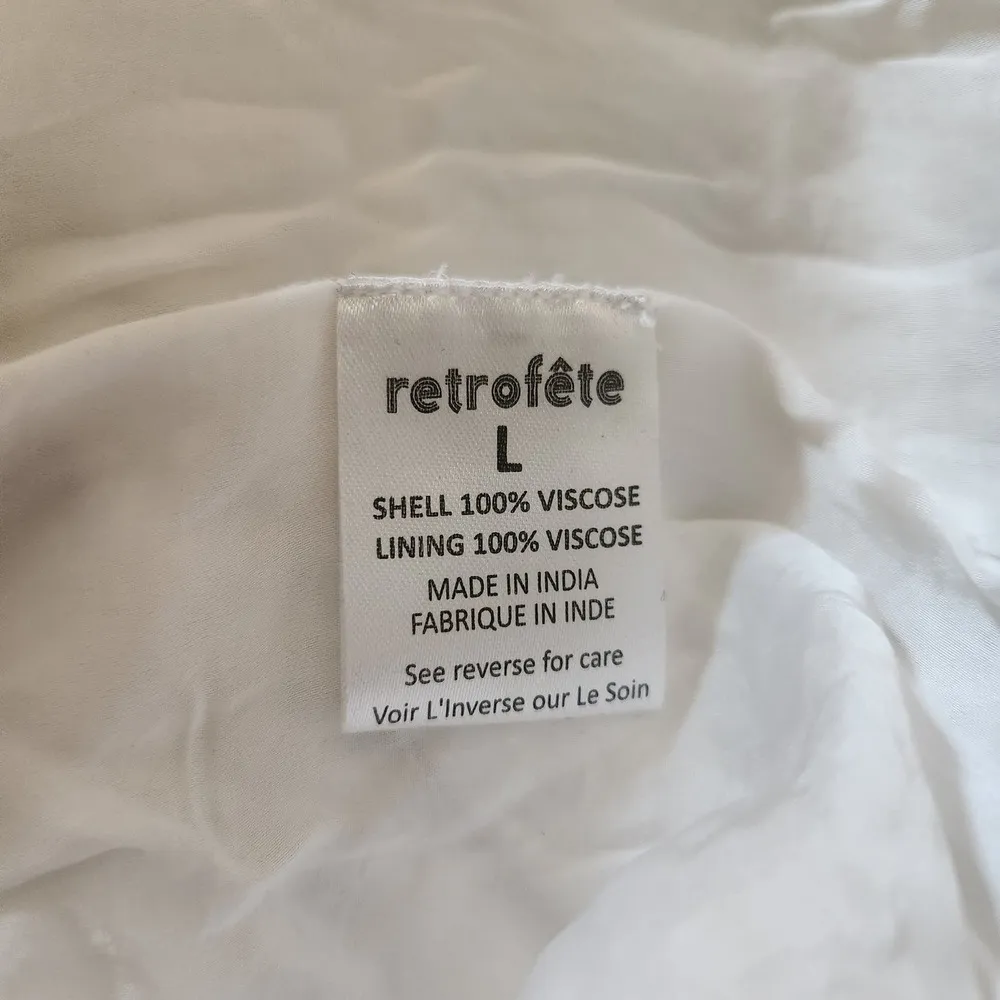 retrofête
L
SHELL 100% VISCOSE
LINING 100% VISCOSE
MADE IN INDIA
FABRIQUE IN INDE
See reverse for care
Voir L'Inverse our Le Soin